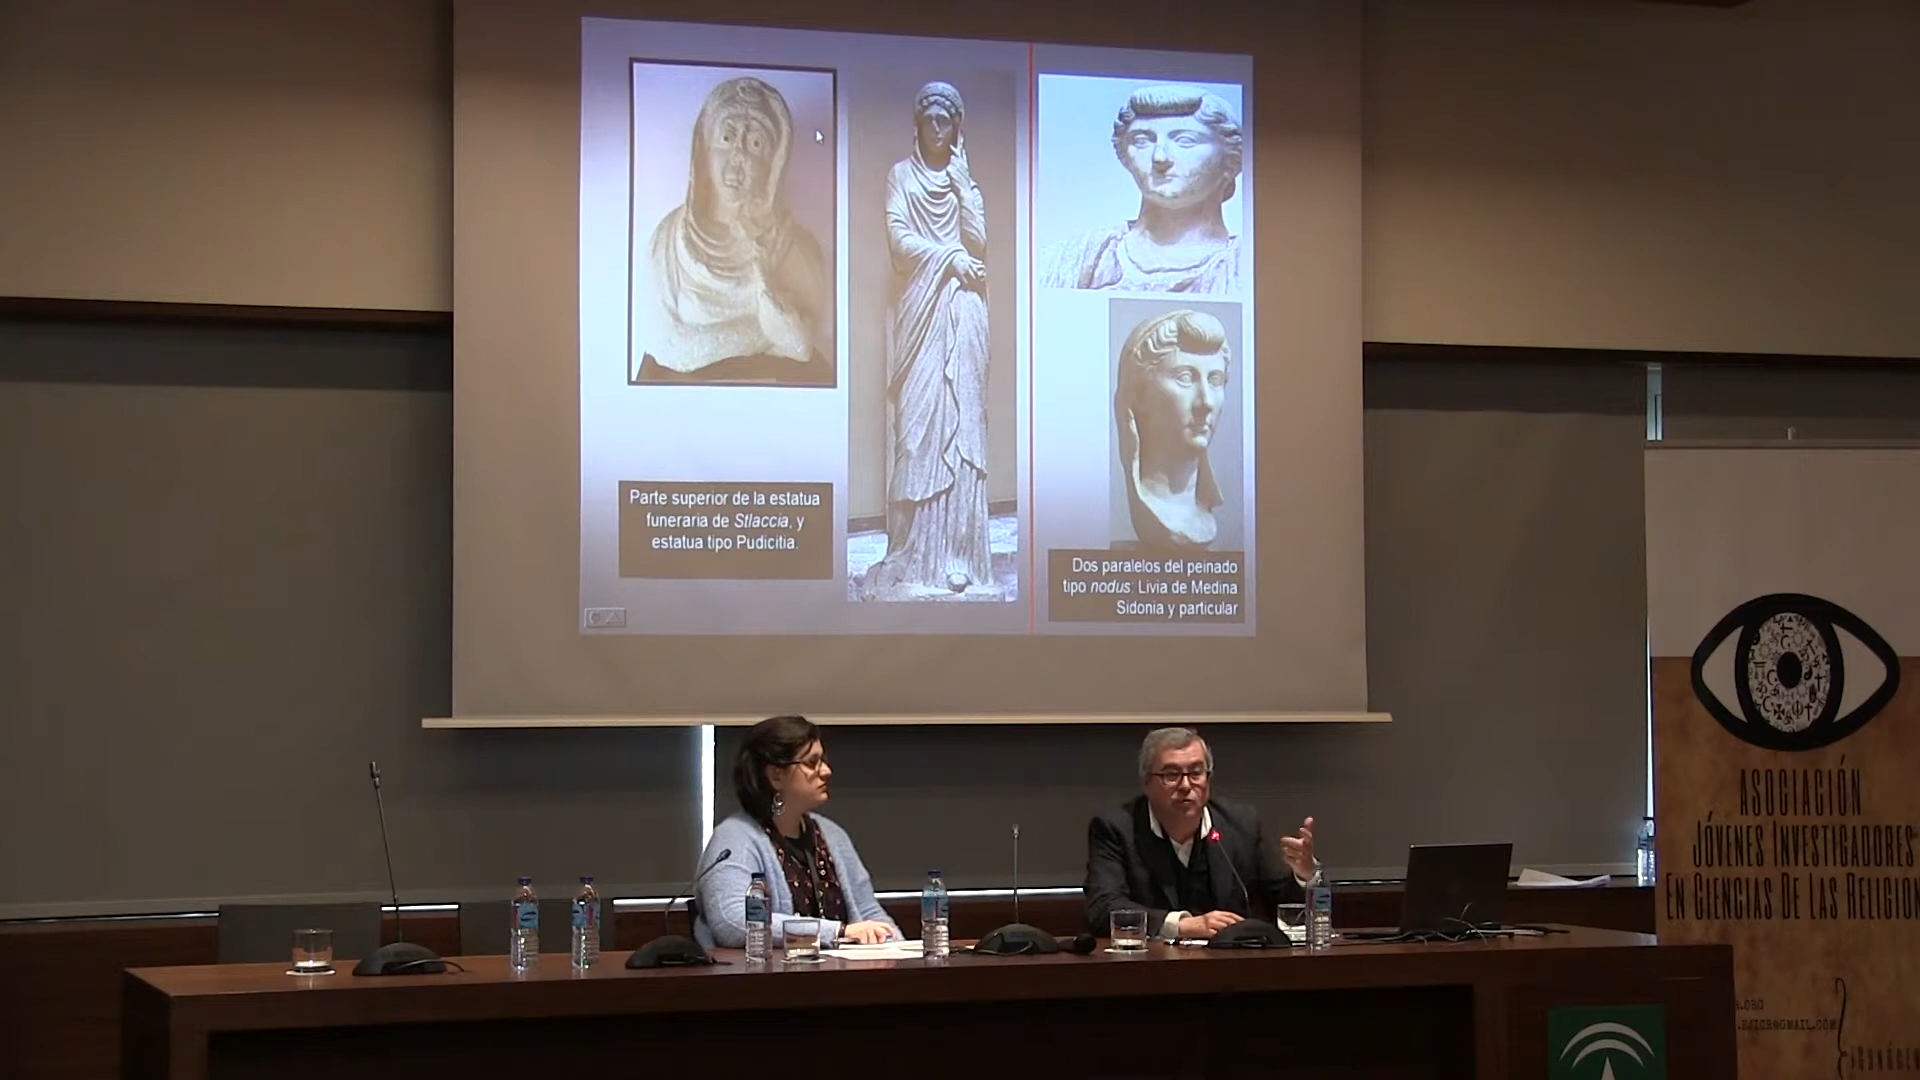 Parte superior de la estatua
funeraria de Stlaccia, y
estatua tipo Pudicitia.
Dos paralelos del peinado
tipo nodus: Livia de Medina
Sidonia y particular
ASOCIACIÓN
JÓVENES INVESTIGADORES
EN CIENCIAS DE LAS RELIGION